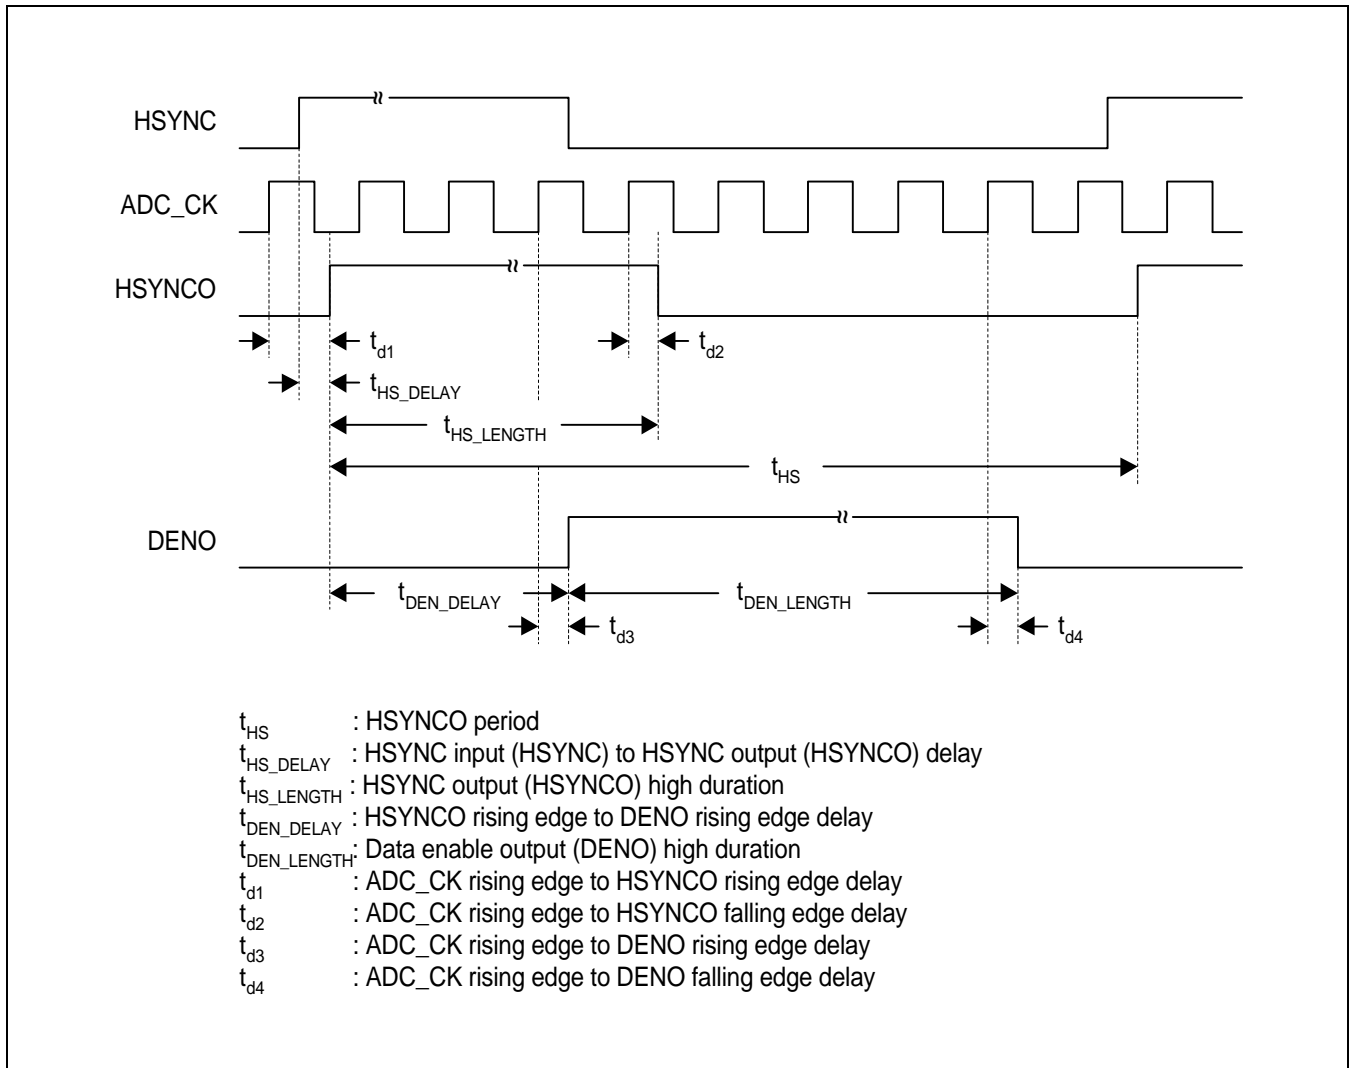 HSYNC
ADC_CK
HSYNCO
t_d1
t_d2
t_HS_DELAY
t_HS_LENGTH
t_HS
DENO
t_DEN_DELAY
t_DEN_LENGTH
t_d3
t_d4
t_HS : HSYNCO period
t_HS_DELAY : HSYNC input (HSYNC) to HSYNC output (HSYNCO) delay
t_HS_LENGTH : HSYNC output (HSYNCO) high duration
t_DEN_DELAY : HSYNCO rising edge to DENO rising edge delay
t_DEN_LENGTH: Data enable output (DENO) high duration
t_d1 : ADC_CK rising edge to HSYNCO rising edge delay
t_d2 : ADC_CK rising edge to HSYNCO falling edge delay
t_d3 : ADC_CK rising edge to DENO rising edge delay
t_d4 : ADC_CK rising edge to DENO falling edge delay